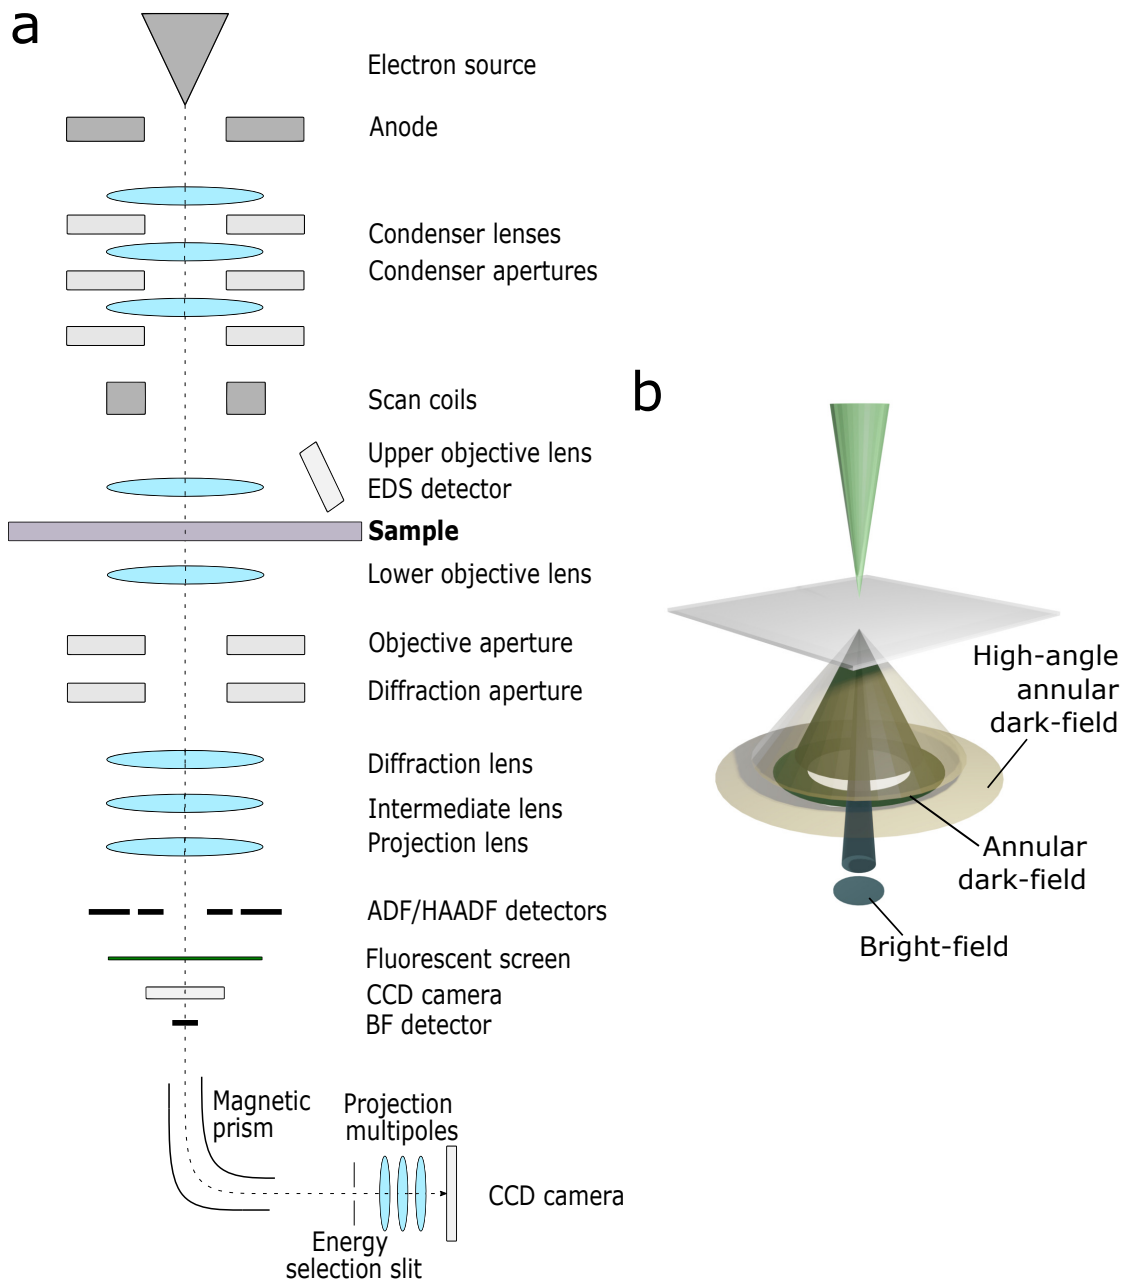 a
Electron source
Anode
Condenser lenses
Condenser apertures
Scan coils
Upper objective lens
EDS detector
Sample
Lower objective lens
Objective aperture
Diffraction aperture
Diffraction lens
Intermediate lens
Projection lens
ADF/HAADF detectors
Fluorescent screen
CCD camera
BF detector
Magnetic
prism
Projection
multipoles
CCD camera
Energy
selection slit
b
High-angle
annular
dark-field
Annular
dark-field
Bright-field